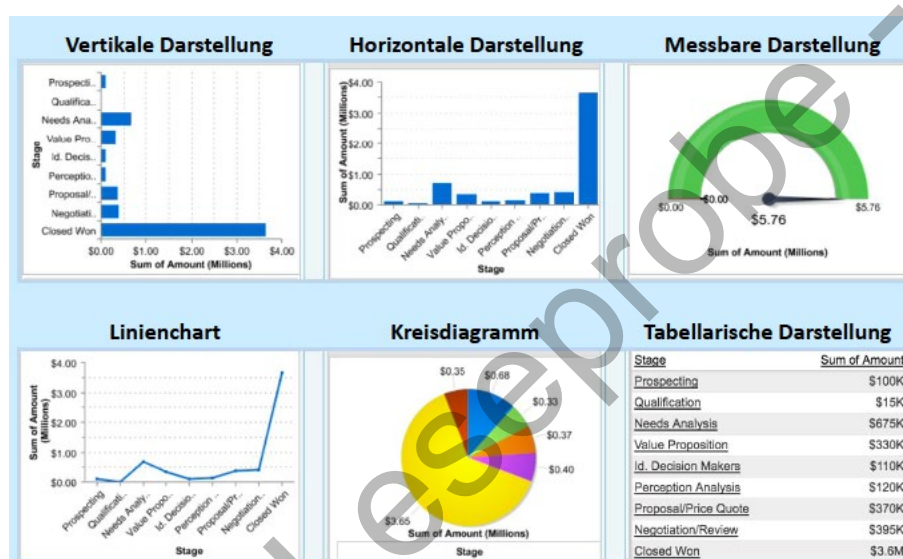 Vertikale Darstellung
Horizontale Darstellung
Messbare Darstellung
Stage
Prospecti..
Qualifica..
Needs Ana..
Value Pro..
Id. Decis..
Perceptio..
Proposal/..
Negotiati..
Closed Won
$0.00 $1.00 $2.00 $3.00 $4.00
Sum of Amount (Millions)
Sum of Amount (Millions)
$4.00
$3.00
$2.00
$1.00
$0.00
Prospecting
Qualificati..
Needs Analy..
Value Propo..
Id. Decisio..
Perception ..
Proposal/Pr..
Negotiation..
Closed Won
Stage
$0.00
$0.00
$5.76
$5.76
Sum of Amount (Millions)
Linienchart
Kreisdiagramm
Tabellarische Darstellung
Sum of Amount
(Millions)
$4.00
$3.00
$2.00
$1.00
$0.00
Prospecting
Qualificati..
Needs Analy..
Value Propo..
Id. Decisio..
Perception ..
Proposal/Pr..
Negotiation..
Closed Won
Stage
$0.35
$0.68
$0.33
$0.37
$0.40
$3.65
Sum of Amount (Millions)
Stage
Stage Sum of Amount
Prospecting $100K
Qualification $15K
Needs Analysis $675K
Value Proposition $330K
Id. Decision Makers $110K
Perception Analysis $120K
Proposal/Price Quote $370K
Negotiation/Review $395K
Closed Won $3.6M
Leseprobe -